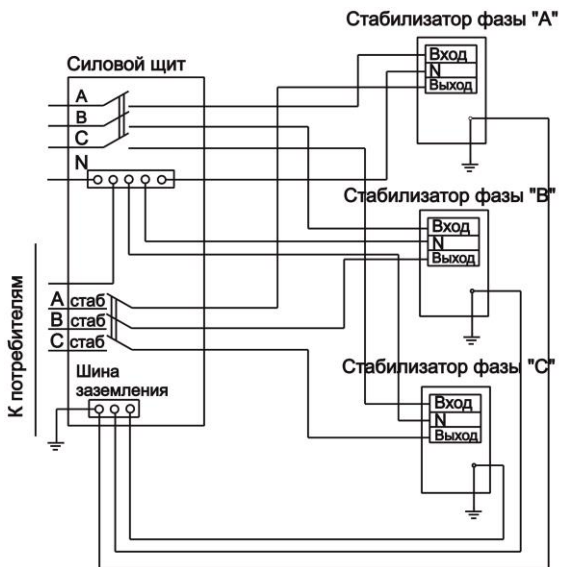 Стабилизатор фазы "А"
Силовой щит
Вход
N
Выход
A
B
C
N
Стабилизатор фазы "В"
Вход
N
Выход
К потребителям
А стаб
В стаб
С стаб
Стабилизатор фазы "С"
Шина
заземления
Вход
N
Выход